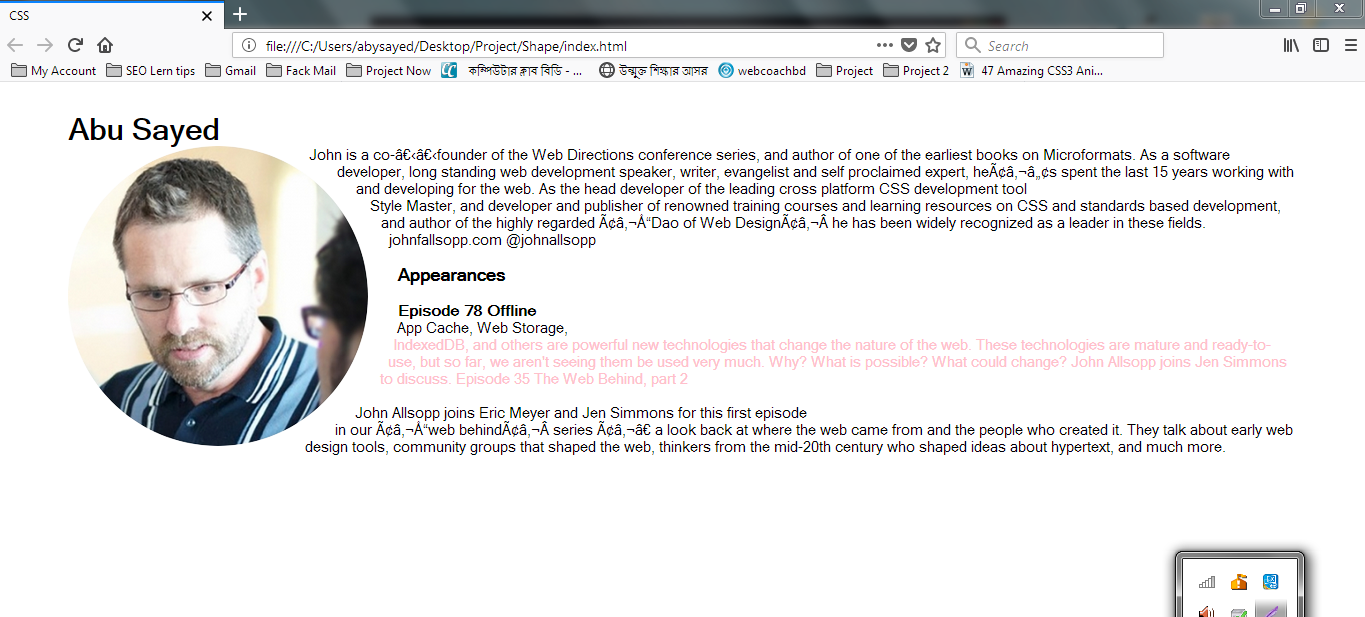 CSS
file:///C:/Users/abysayed/Desktop/Project/Shape/index.html
Search
My Account SEO Lern tips Gmail Fack Mail Project Now কম্পিউটার ক্লাব বিডি - ... উন্মুক্ত শিক্ষার আসর webcoachbd Project Project 2 47 Amazing CSS3 Ani...
Abu Sayed
John is a co-â€‹â€‹founder of the Web Directions conference series, and author of one of the earliest books on Microformats. As a software
developer, long standing web development speaker, writer, evangelist and self proclaimed expert, heÃ¢â‚¬â„¢s spent the last 15 years working with
and developing for the web. As the head developer of the leading cross platform CSS development tool
Style Master, and developer and publisher of renowned training courses and learning resources on CSS and standards based development,
and author of the highly regarded Ã¢â‚¬Å“Dao of Web DesignÃ¢â‚¬Â he has been widely recognized as a leader in these fields.
johnfallsopp.com @johnallsopp
Appearances
Episode 78 Offline
App Cache, Web Storage,
IndexedDB, and others are powerful new technologies that change the nature of the web. These technologies are mature and ready-to-
use, but so far, we aren't seeing them be used very much. Why? What is possible? What could change? John Allsopp joins Jen Simmons
to discuss. Episode 35 The Web Behind, part 2
John Allsopp joins Eric Meyer and Jen Simmons for this first episode
in our Ã¢â‚¬Å“web behindÃ¢â‚¬Â series Ã¢â‚¬â€ a look back at where the web came from and the people who created it. They talk about early web
design tools, community groups that shaped the web, thinkers from the mid-20th century who shaped ideas about hypertext, and much more.